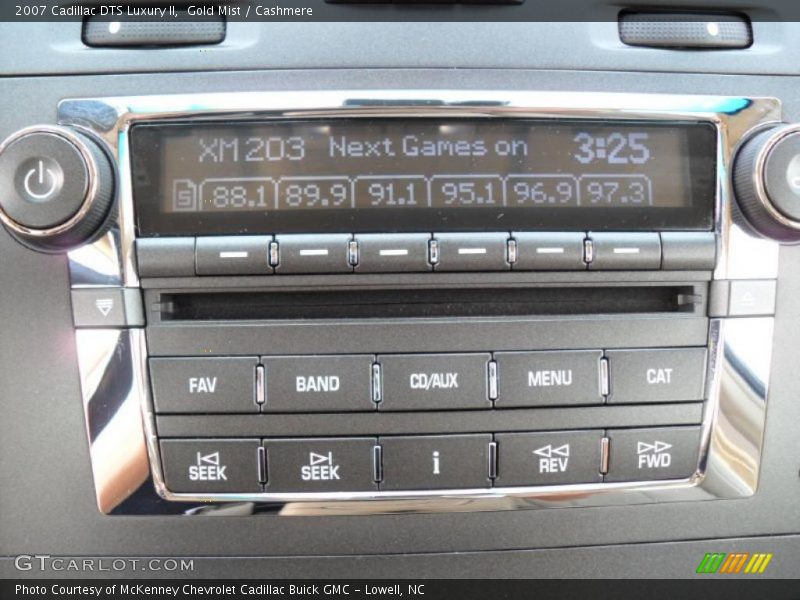 2007 Cadillac DTS Luxury II,  Gold Mist / Cashmere
XM 203 Next Games on 3:25
88.1 89.9 91.1 95.1 96.9 97.3
FAV BAND CD/AUX MENU CAT
SEEK SEEK i REV FWD
GTCARLOT.COM
Photo Courtesy of McKenney Chevrolet Cadillac Buick GMC - Lowell, NC